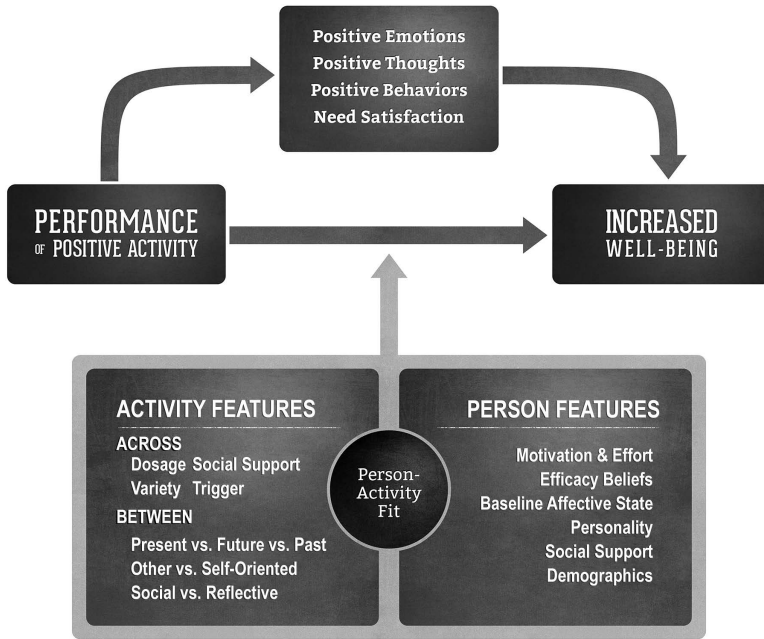 Positive Emotions
Positive Thoughts
Positive Behaviors
Need Satisfaction
PERFORMANCE
OF POSITIVE ACTIVITY
INCREASED
WELL-BEING
ACTIVITY FEATURES
ACROSS
Dosage Social Support
Variety Trigger
BETWEEN
Present vs. Future vs. Past
Other vs. Self-Oriented
Social vs. Reflective
Person-
Activity
Fit
PERSON FEATURES
Motivation & Effort
Efficacy Beliefs
Baseline Affective State
Personality
Social Support
Demographics